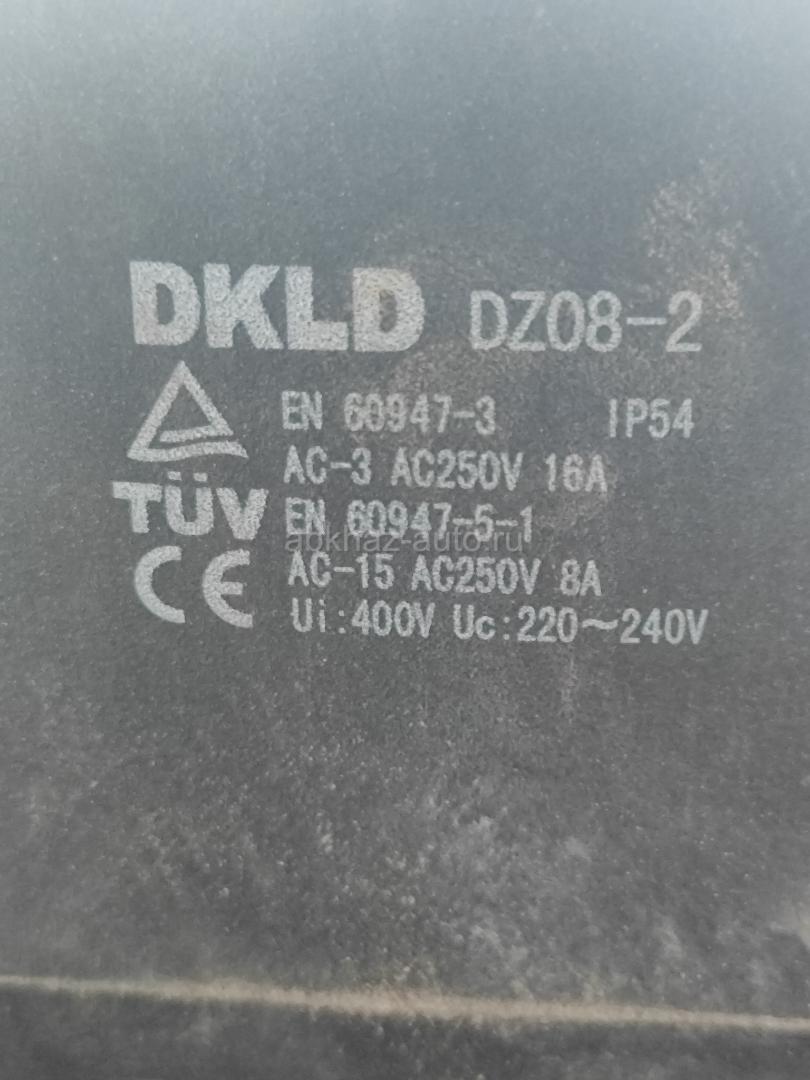 DKLD DZ08-2
EN 60947-3 IP54
AC-3 AC250V 16A
TÜV EN 60947-5-1
abkhaz-auto.ru
CE AC-15 AC250V 8A
Ui:400V Uc:220~240V